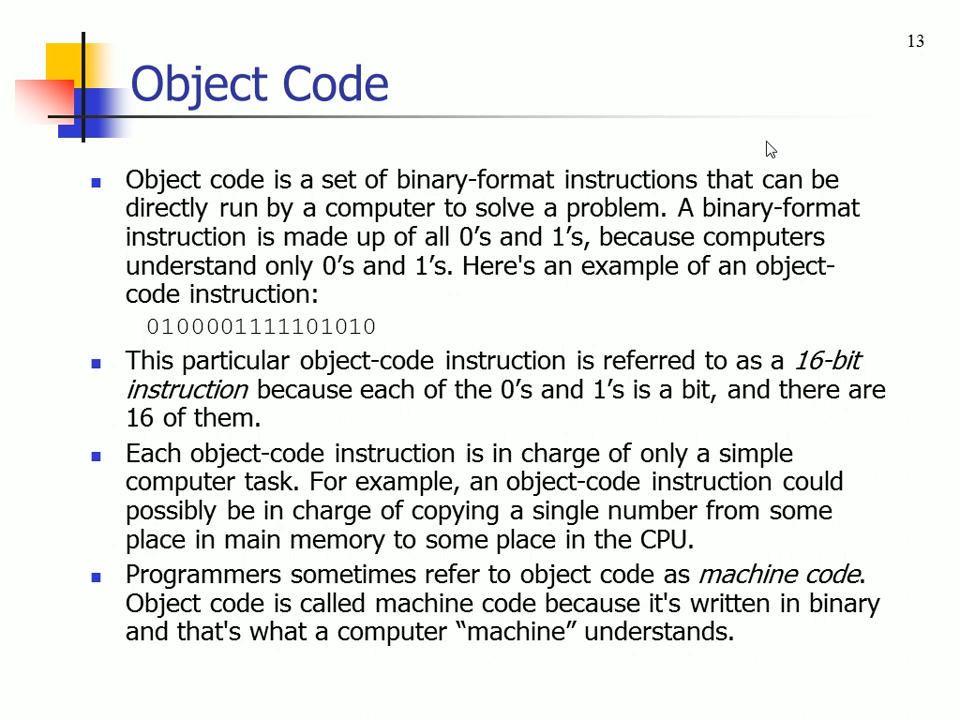 13
Object Code
Object code is a set of binary-format instructions that can be
directly run by a computer to solve a problem. A binary-format
instruction is made up of all 0’s and 1’s, because computers
understand only 0’s and 1’s. Here's an example of an object-
code instruction:
0100001111101010
This particular object-code instruction is referred to as a 16-bit
instruction because each of the 0’s and 1’s is a bit, and there are
16 of them.
Each object-code instruction is in charge of only a simple
computer task. For example, an object-code instruction could
possibly be in charge of copying a single number from some
place in main memory to some place in the CPU.
Programmers sometimes refer to object code as machine code.
Object code is called machine code because it's written in binary
and that's what a computer “machine” understands.